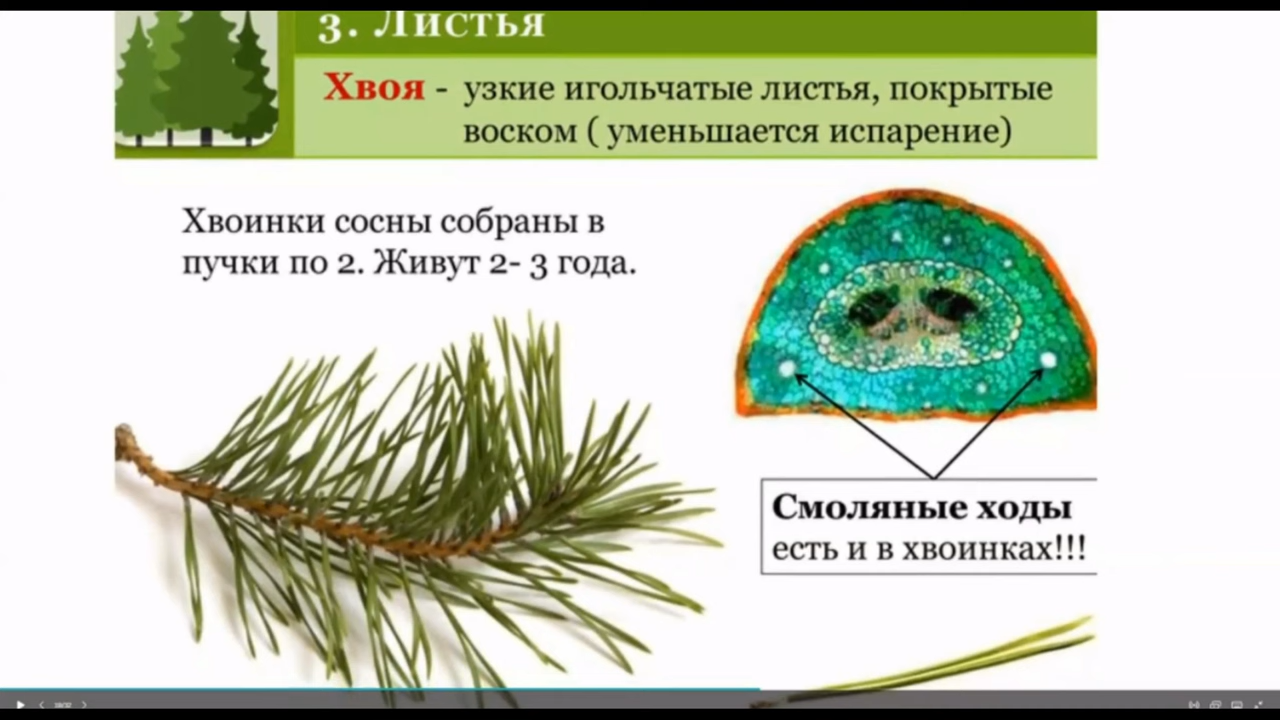 3. Листья
Хвоя - узкие игольчатые листья, покрытые
воском ( уменьшается испарение)
Хвоинки сосны собраны в
пучки по 2. Живут 2- 3 года.
Смоляные ходы
есть и в хвоинках!!!